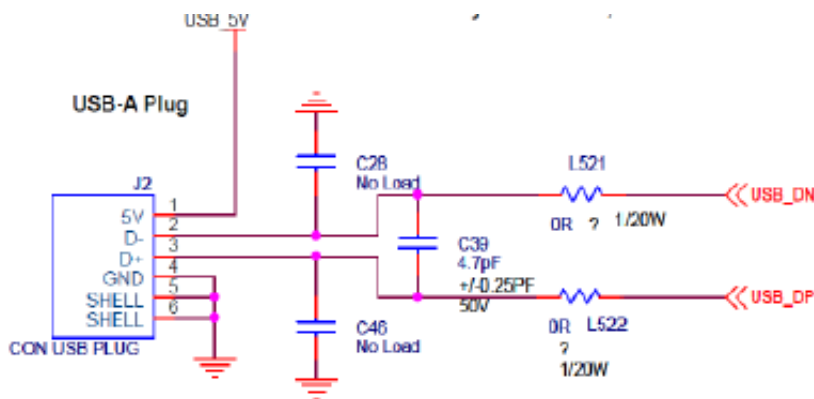 USB_5V
USB-A Plug
J2
1
5V
2
D-
3
D+
4
GND
5
SHELL
6
SHELL
CON USB PLUG
C28
No Load
C39
4.7pF
+/-0.25PF
50V
C46
No Load
L521
0R ? 1/20W
USB_DN
0R L522
?
1/20W
USB_DP